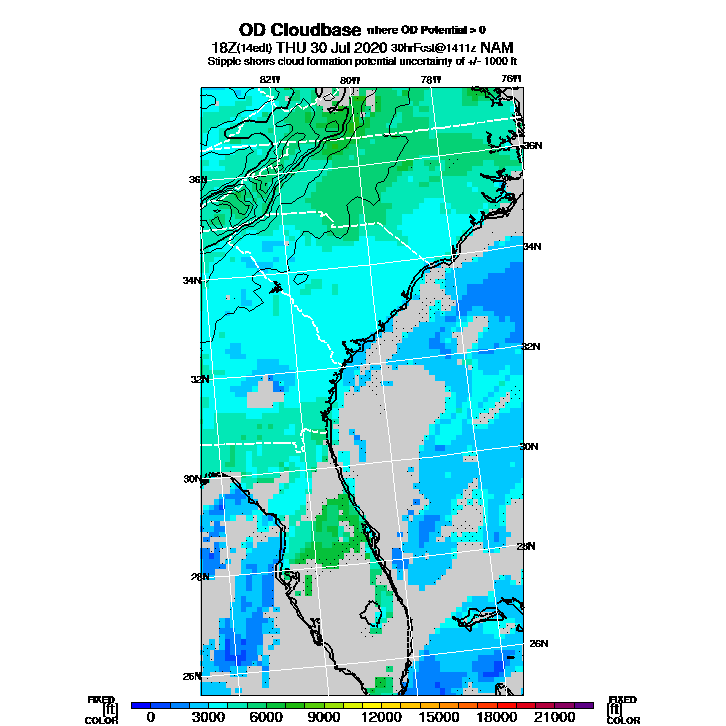 OD Cloudbase where OD Potential > 0
18Z(14edt) THU 30 Jul 2020 30hrFcst@1411z NAM
Stipple shows cloud formation potential uncertainty of +/- 1000 ft
82W 80W 78W 76W
36N
36N
34N
34N
32N
32N
30N
30N
28N
28N
26N
26N
FIXED FIXED
[ft] [ft]
COLOR COLOR
0 3000 6000 9000 12000 15000 18000 21000